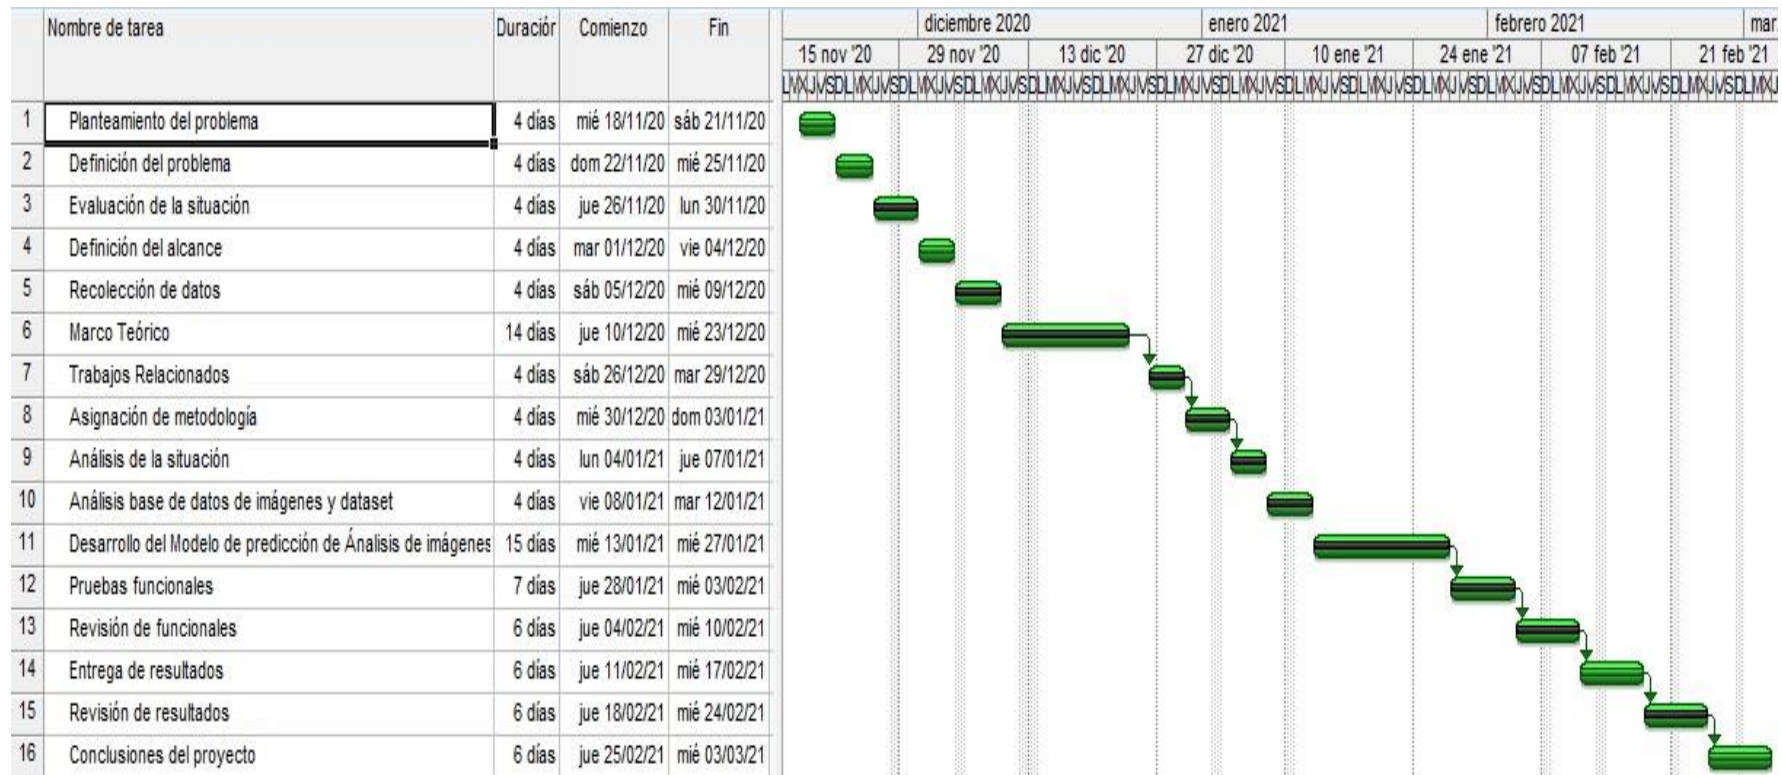 Nombre de tarea Duración Comienzo Fin diciembre 2020 enero 2021 febrero 2021 mar
15 nov '20 29 nov '20 13 dic '20 27 dic '20 10 ene '21 24 ene '21 07 feb '21 21 feb '21
1 Planteamiento del problema 4 días mié 18/11/20 sáb 21/11/20
2 Definición del problema 4 días dom 22/11/20 mié 25/11/20
3 Evaluación de la situación 4 días jue 26/11/20 lun 30/11/20
4 Definición del alcance 4 días mar 01/12/20 vie 04/12/20
5 Recolección de datos 4 días sáb 05/12/20 mié 09/12/20
6 Marco Teórico 14 días jue 10/12/20 mié 23/12/20
7 Trabajos Relacionados 4 días sáb 26/12/20 mar 29/12/20
8 Asignación de metodología 4 días mié 30/12/20 dom 03/01/21
9 Análisis de la situación 4 días lun 04/01/21 jue 07/01/21
10 Análisis base de datos de imágenes y dataset 4 días vie 08/01/21 mar 12/01/21
11 Desarrollo del Modelo de predicción de Ánalisis de imágenes 15 días mié 13/01/21 mié 27/01/21
12 Pruebas funcionales 7 días jue 28/01/21 mié 03/02/21
13 Revisión de funcionales 6 días jue 04/02/21 mié 10/02/21
14 Entrega de resultados 6 días jue 11/02/21 mié 17/02/21
15 Revisión de resultados 6 días jue 18/02/21 mié 24/02/21
16 Conclusiones del proyecto 6 días jue 25/02/21 mié 03/03/21